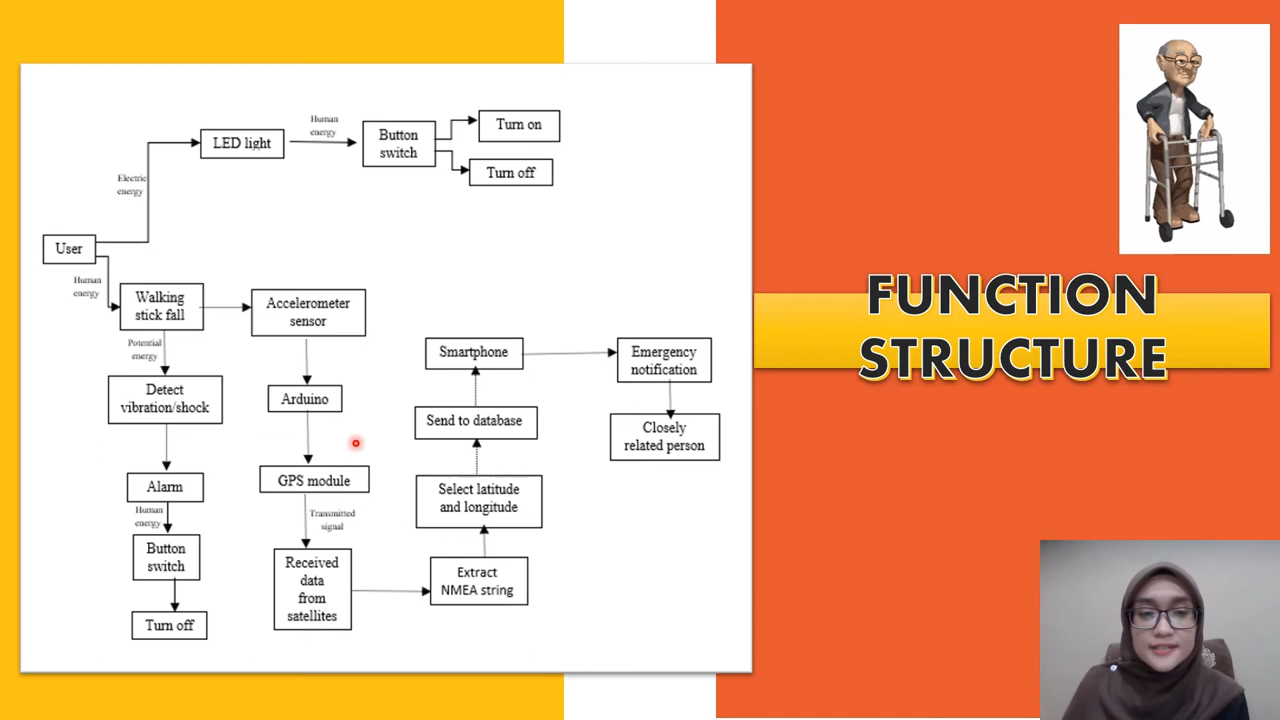 Human
energy
Turn on
LED light
Button
switch
Turn off
Electric
energy
User
Human
energy
Walking
stick fall
Accelerometer
sensor
Potential
energy
Detect
vibration/shock
Arduino
Alarm
GPS module
Human
energy
Transmitted
signal
Button
switch
Received
data
from
satellites
Turn off
Smartphone
Emergency
notification
Send to database
Closely
related person
Select latitude
and longitude
Extract
NMEA string
FUNCTION
STRUCTURE